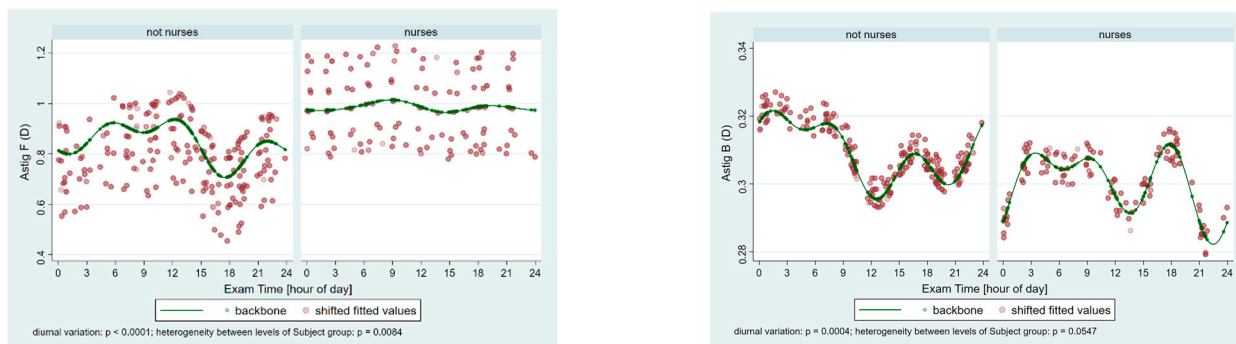 not nurses
nurses
1.2
1
0.8
0.6
0.4
Astig F (D)
0 3 6 9 12 15 18 21 24 0 3 6 9 12 15 18 21 24
Exam Time [hour of day]
backbone shifted fitted values
diurnal variation: p < 0.0001; heterogeneity between levels of Subject group: p = 0.0084
not nurses
nurses
0.34
0.32
0.3
0.28
Astig B (D)
0 3 6 9 12 15 18 21 24 0 3 6 9 12 15 18 21 24
Exam Time [hour of day]
backbone shifted fitted values
diurnal variation: p = 0.0004; heterogeneity between levels of Subject group: p = 0.0547